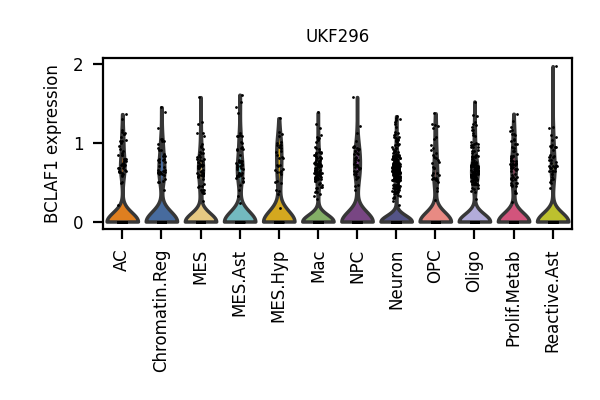 UKF296
BCLAF1 expression
2
1
0
AC
Chromatin.Reg
MES
MES.Ast
MES.Hyp
Mac
NPC
Neuron
OPC
Oligo
Prolif.Metab
Reactive.Ast